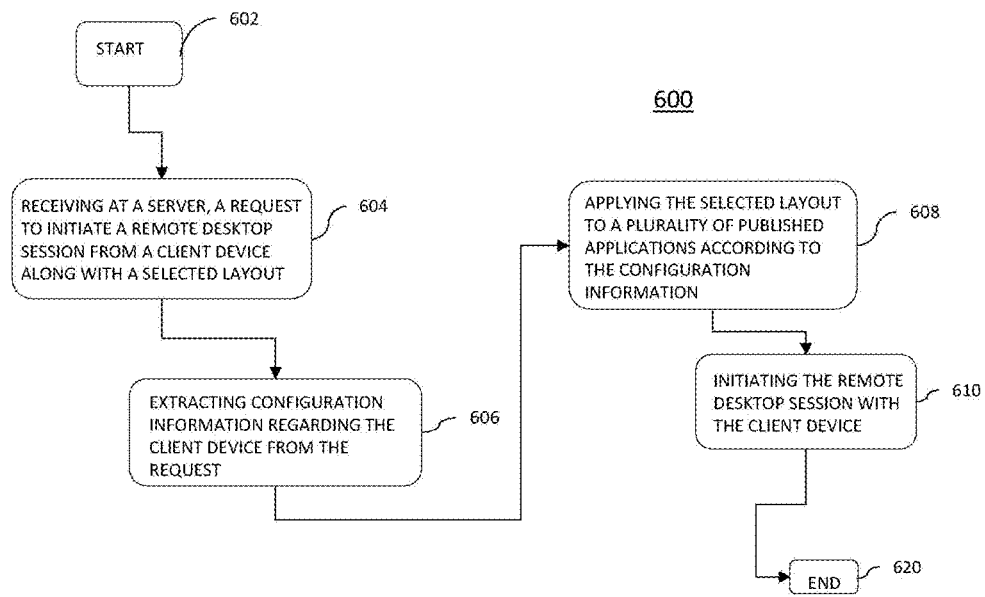 START
602
600
RECEIVING AT A SERVER, A REQUEST
TO INITIATE A REMOTE DESKTOP
SESSION FROM A CLIENT DEVICE
ALONG WITH A SELECTED LAYOUT
604
EXTRACTING CONFIGURATION
INFORMATION REGARDING THE
CLIENT DEVICE FROM THE
REQUEST
606
APPLYING THE SELECTED LAYOUT
TO A PLURALITY OF PUBLISHED
APPLICATIONS ACCORDING TO
THE CONFIGURATION
INFORMATION
608
INITIATING THE REMOTE
DESKTOP SESSION WITH
THE CLIENT DEVICE
610
END
620